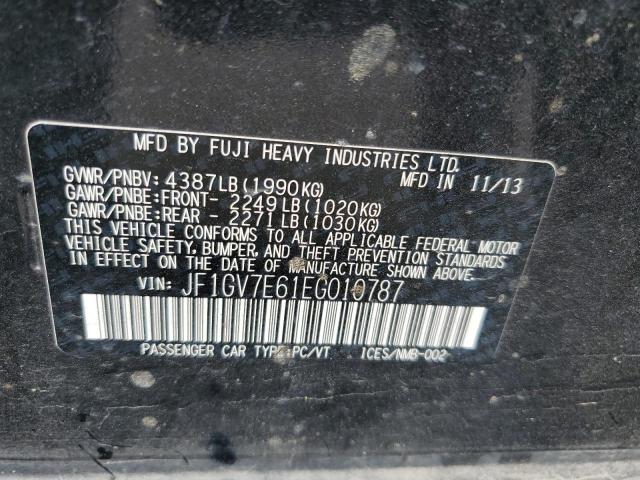 MFD BY FUJI HEAVY INDUSTRIES LTD.
GVWR/PNBV: 4387LB(1990KG) MFD IN 11/13
GAWR/PNBE:FRONT- 2249LB(1020KG)
GAWR/PNBE:REAR - 2271LB(1030KG)
THIS VEHICLE CONFORMS TO ALL APPLICABLE FEDERAL MOTOR
VEHICLE SAFETY, BUMPER, AND THEFT PREVENTION STANDARDS
IN EFFECT ON THE DATE OF MANUFACTURE SHOWN ABOVE.
VIN: JF1GV7E61EG010787
PASSENGER CAR TYPE:PC/VT ICES/NMB-002